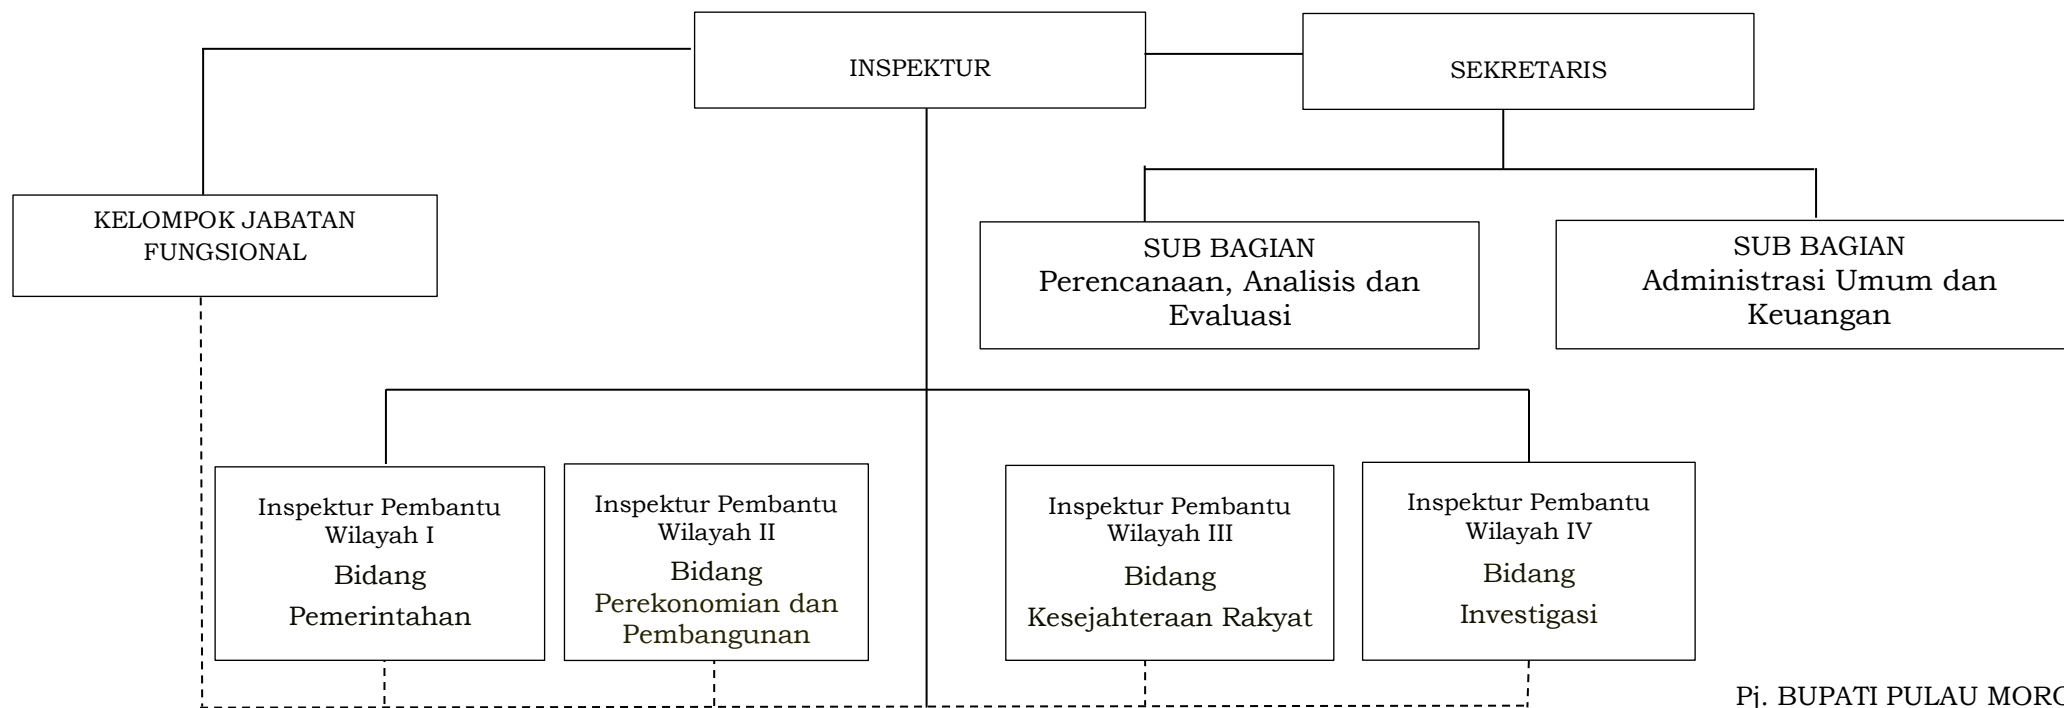 INSPEKTUR
SEKRETARIS
KELOMPOK JABATAN
FUNGSIONAL
SUB BAGIAN
Perencanaan, Analisis dan
Evaluasi
SUB BAGIAN
Administrasi Umum dan
Keuangan
Inspektur Pembantu
Wilayah I
Bidang
Pemerintahan
Inspektur Pembantu
Wilayah II
Bidang
Perekonomian dan
Pembangunan
Inspektur Pembantu
Wilayah III
Bidang
Kesejahteraan Rakyat
Inspektur Pembantu
Wilayah IV
Bidang
Investigasi
Pj. BUPATI PULAU